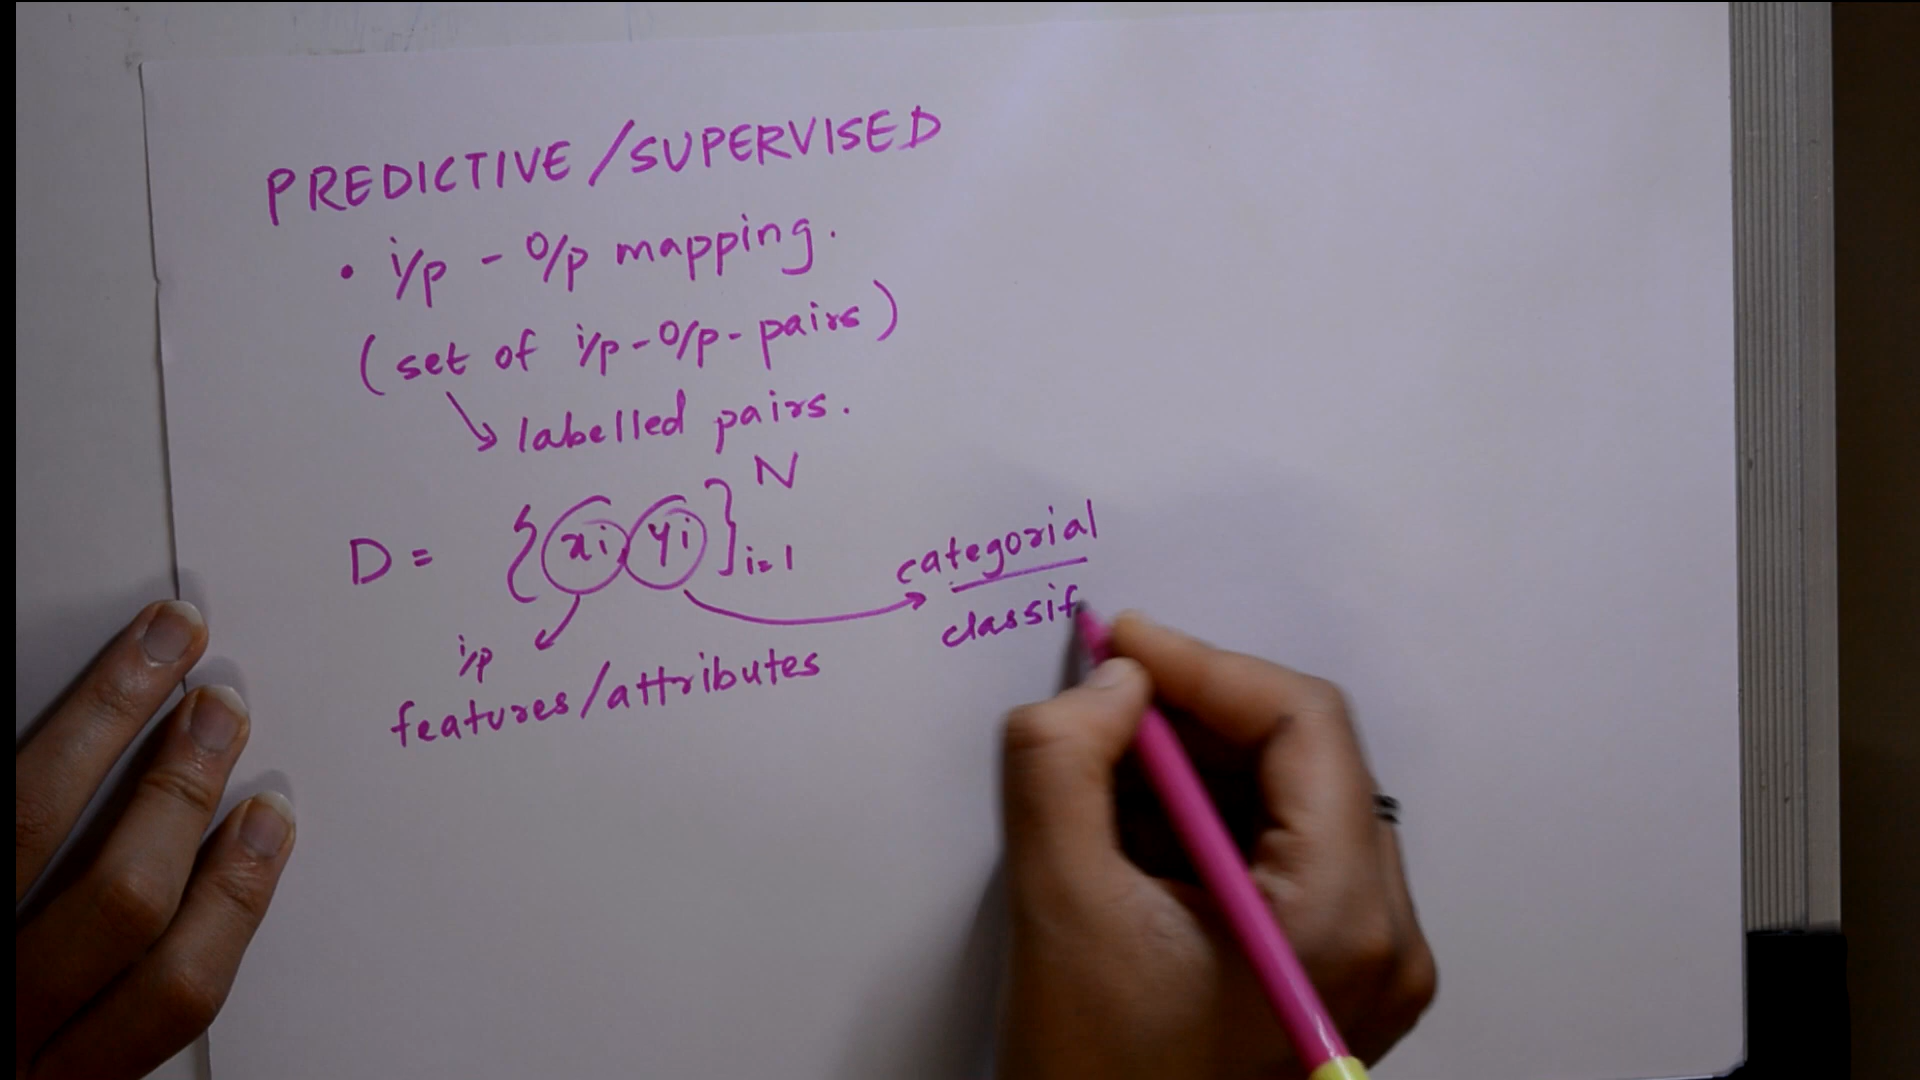 PREDICTIVE/SUPERVISED
• i/p - o/p mapping.
(set of i/p-o/p-pairs)
labelled pairs.
D = {xi, yi}
N
i=1
categorial
classif
i/p
features/attributes